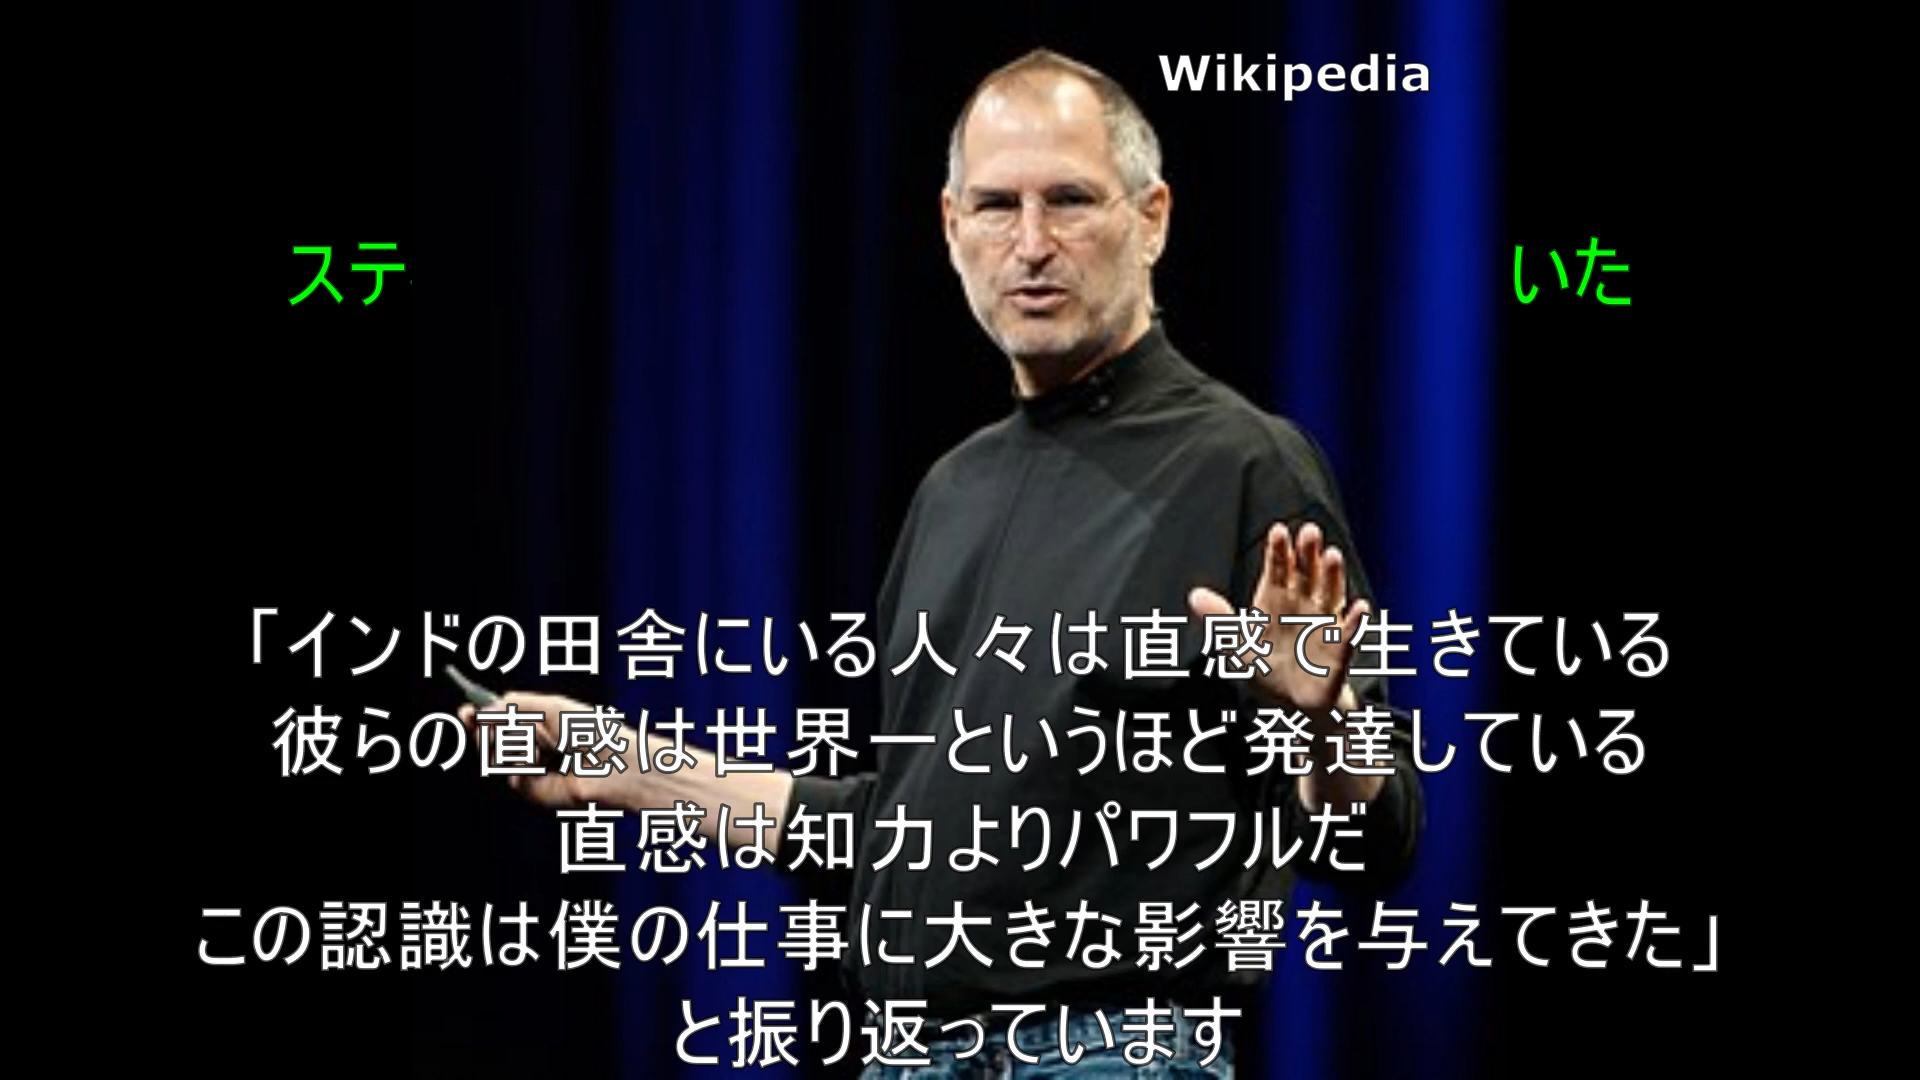 Wikipedia
ステ
いた
「インドの田舎にいる人々は直感で生きている
彼らの直感は世界一というほど発達している
直感は知力よりパワフルだ
この認識は僕の仕事に大きな影響を与えてきた」
と振り返っています